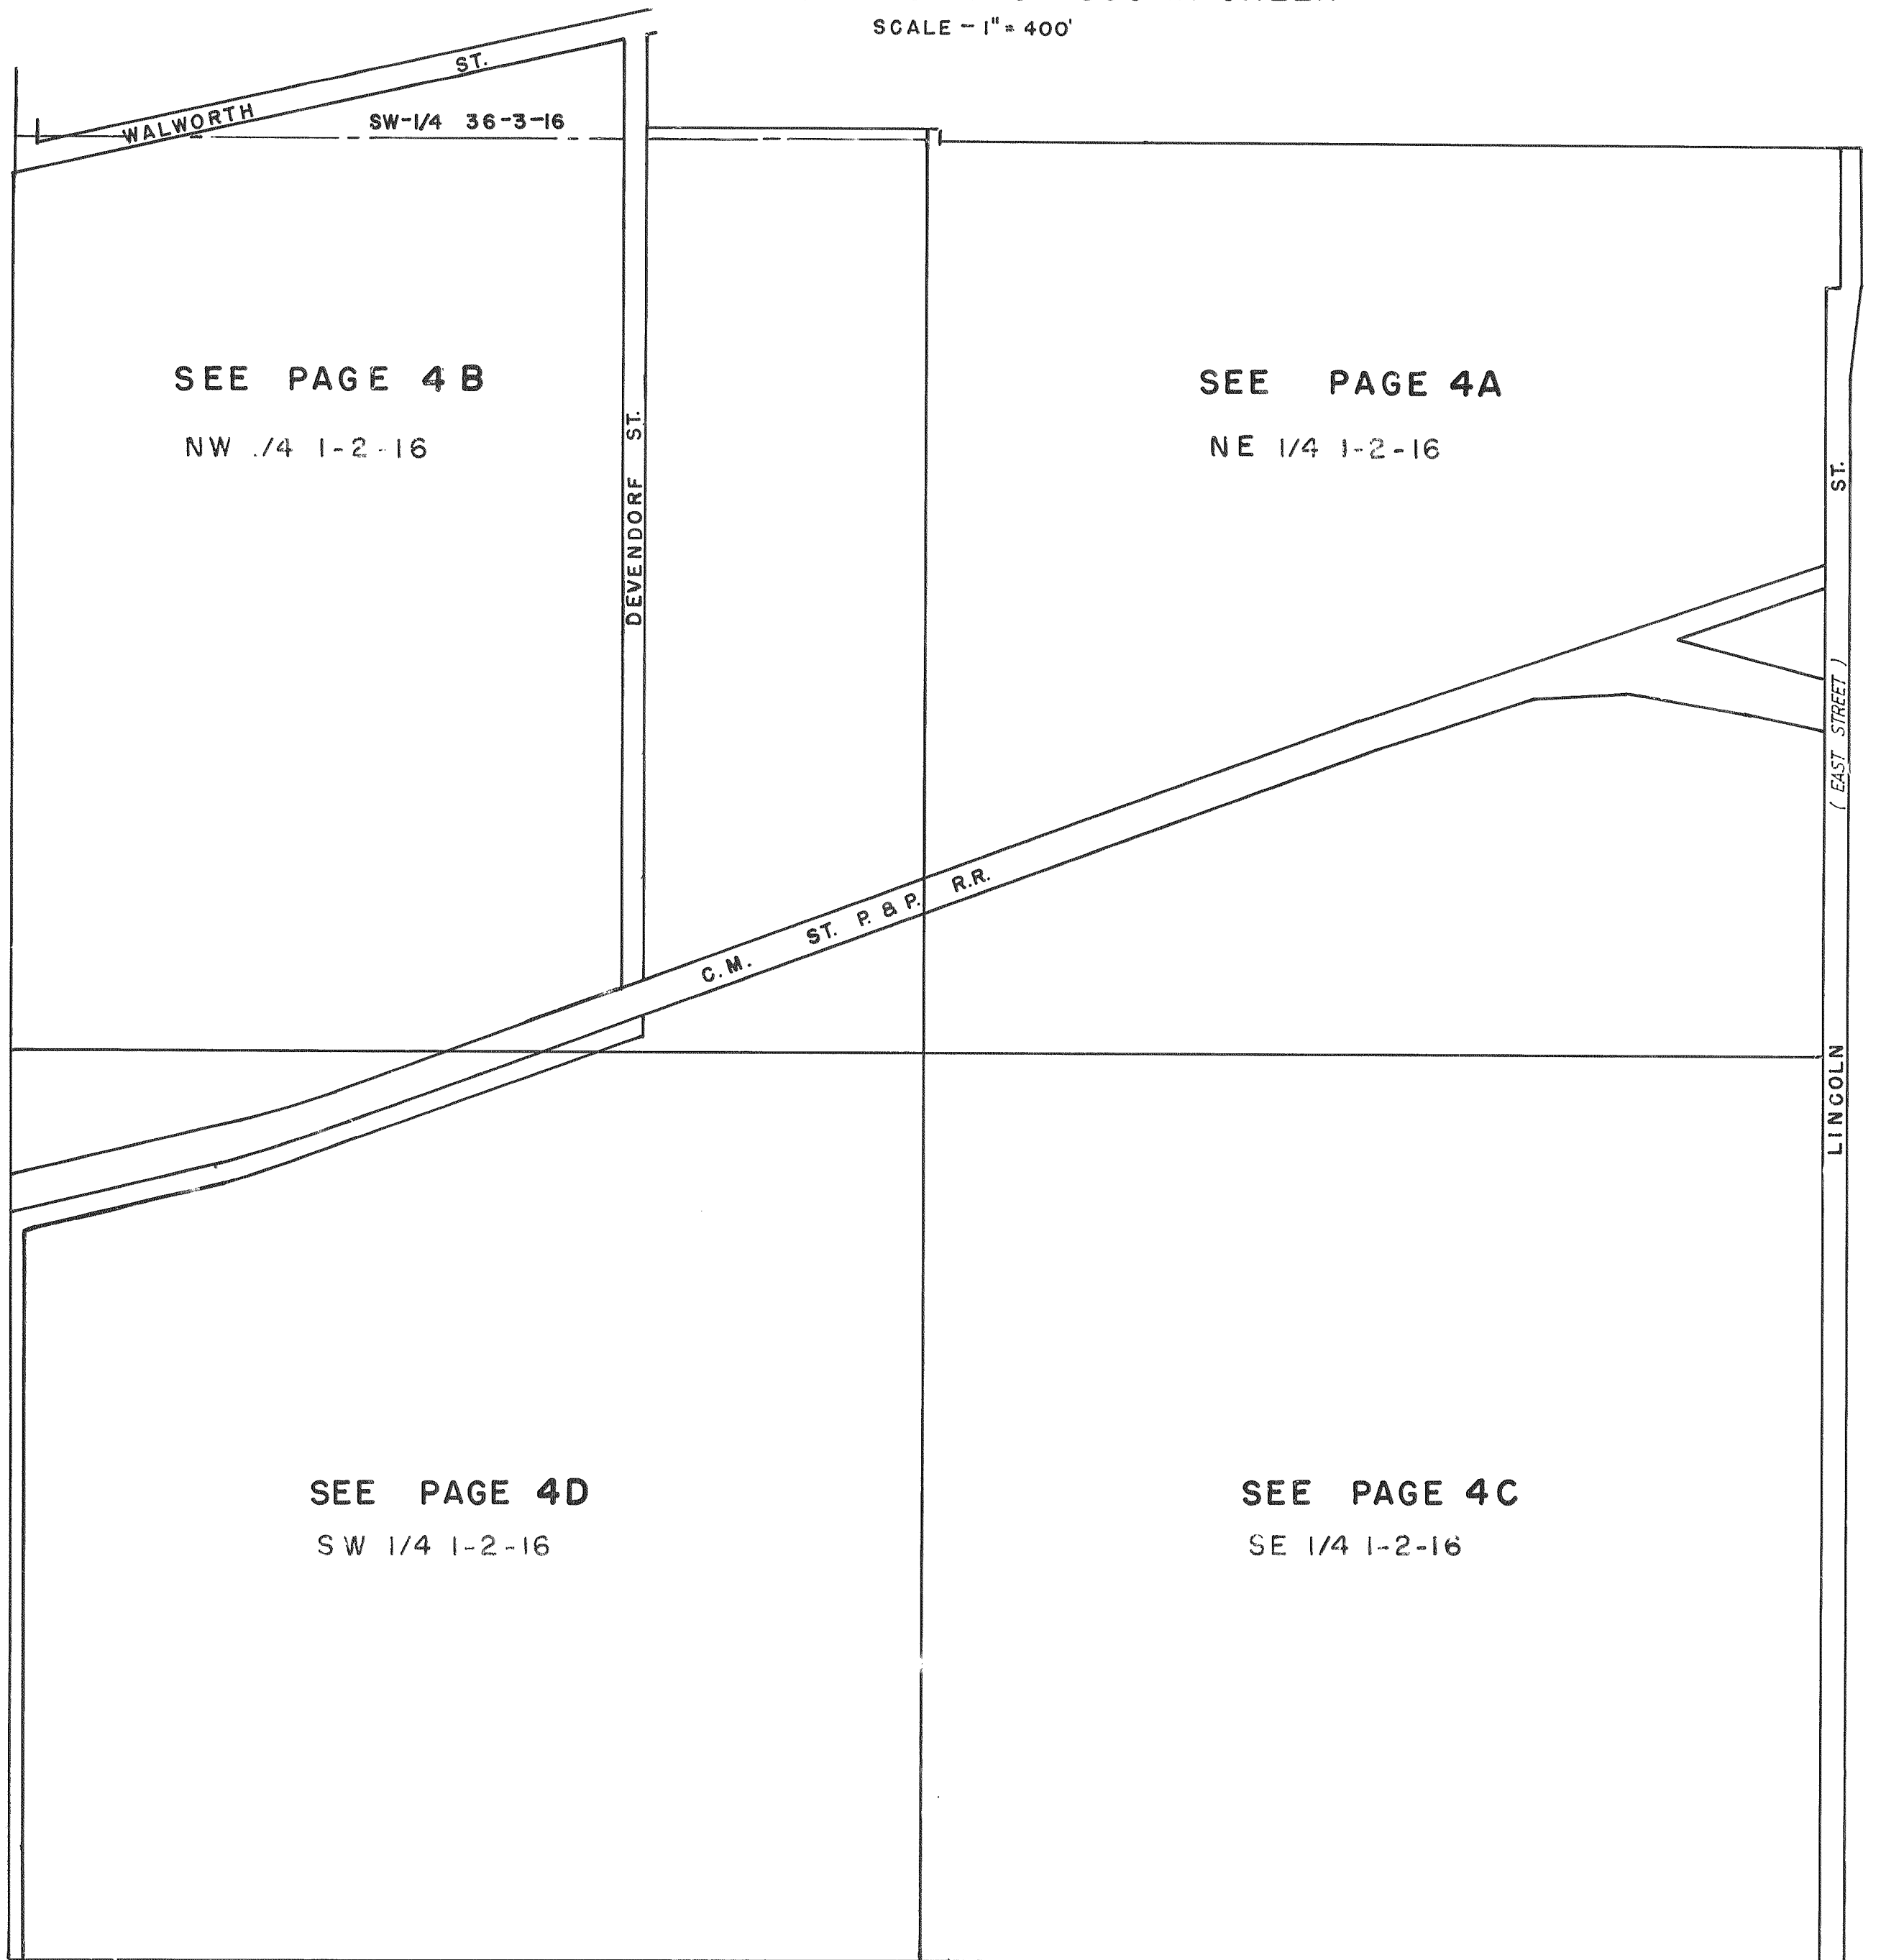 SCALE - 1" = 400'
WALWORTH ST.
SW-1/4 36-3-16
SEE PAGE 4B
NW ./4 1-2-16
SEE PAGE 4A
NE 1/4 1-2-16
DEVENDORF ST.
LINCOLN ST.
( EAST STREET )
C.M. ST. P. & P. R.R.
SEE PAGE 4D
SW 1/4 1-2-16
SEE PAGE 4C
SE 1/4 1-2-16